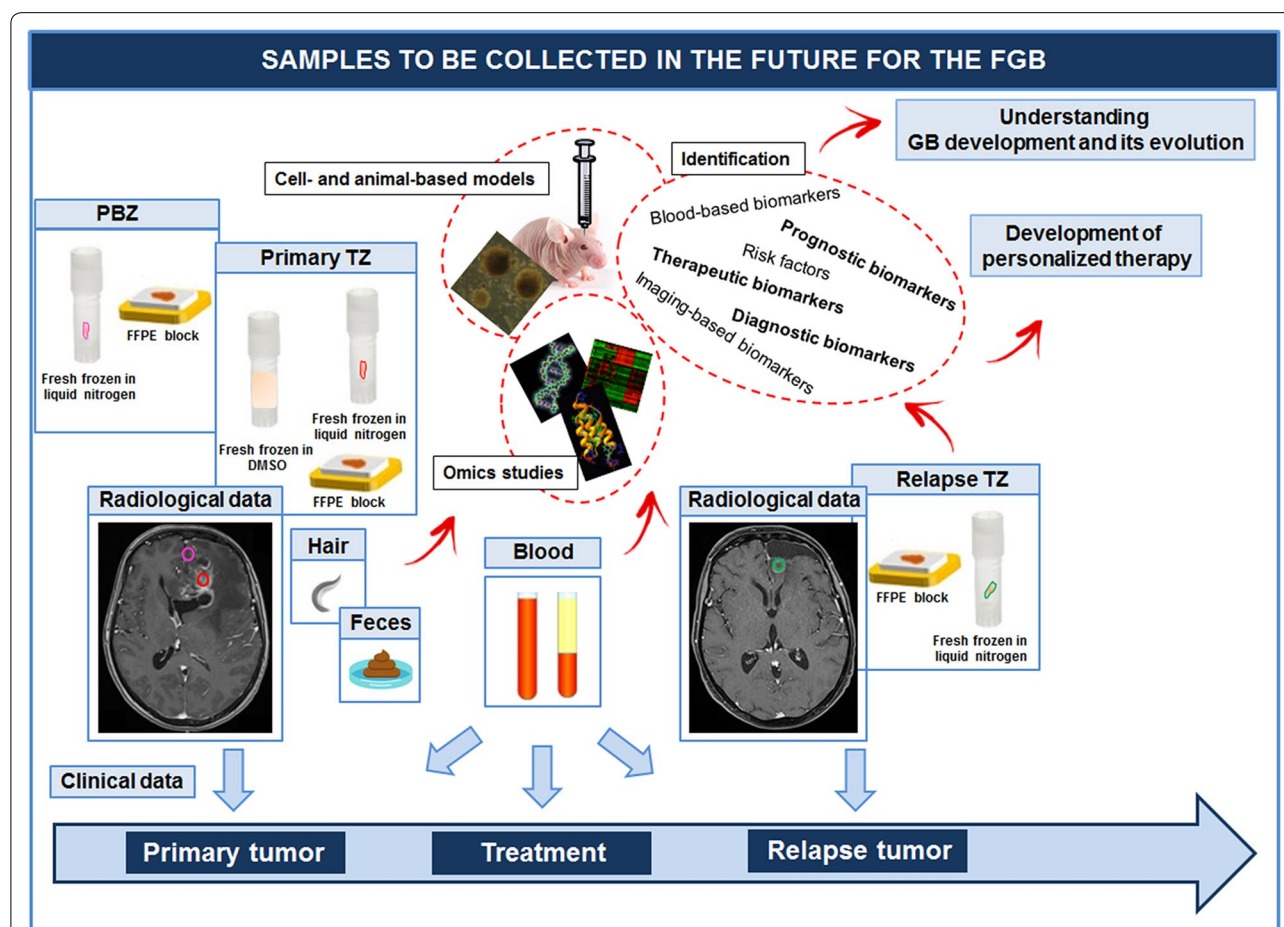 SAMPLES TO BE COLLECTED IN THE FUTURE FOR THE FGB
Understanding
GB development and its evolution
Identification
Cell- and animal-based models
Blood-based biomarkers
Prognostic biomarkers
Risk factors
Therapeutic biomarkers
Imaging-based biomarkers
Diagnostic biomarkers
Development of
personalized therapy
PBZ
FFPE block
Fresh frozen in
liquid nitrogen
Primary TZ
Fresh frozen in
liquid nitrogen
Fresh frozen in
DMSO
FFPE block
Omics studies
Radiological data
Hair
Feces
Blood
Radiological data
Relapse TZ
FFPE block
Fresh frozen in
liquid nitrogen
Clinical data
Primary tumor
Treatment
Relapse tumor